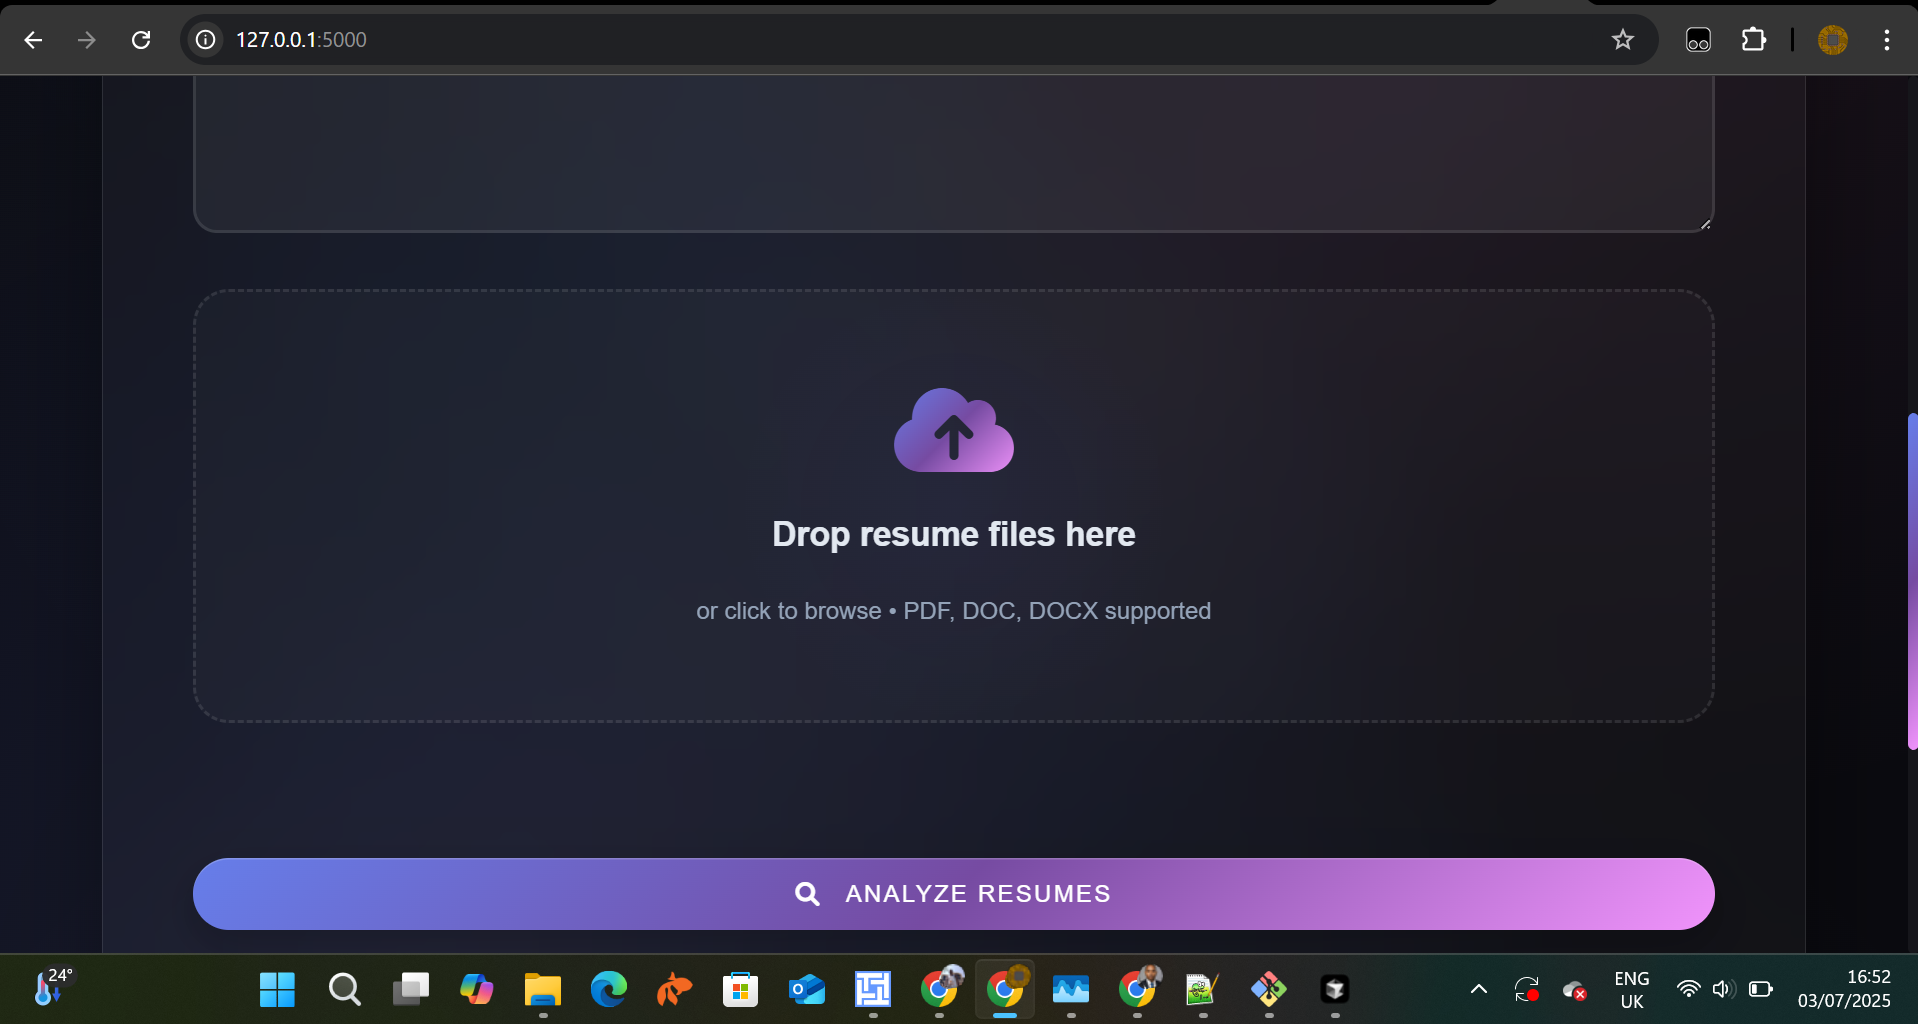 127.0.0.1:5000
Drop resume files here
or click to browse • PDF, DOC, DOCX supported
ANALYZE RESUMES
24°
ENG
UK
16:52
03/07/2025